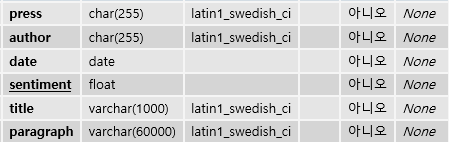 press char(255) latin1_swedish_ci 아니오 None
author char(255) latin1_swedish_ci 아니오 None
date date 아니오 None
sentiment float 아니오 None
title varchar(1000) latin1_swedish_ci 아니오 None
paragraph varchar(60000) latin1_swedish_ci 아니오 None